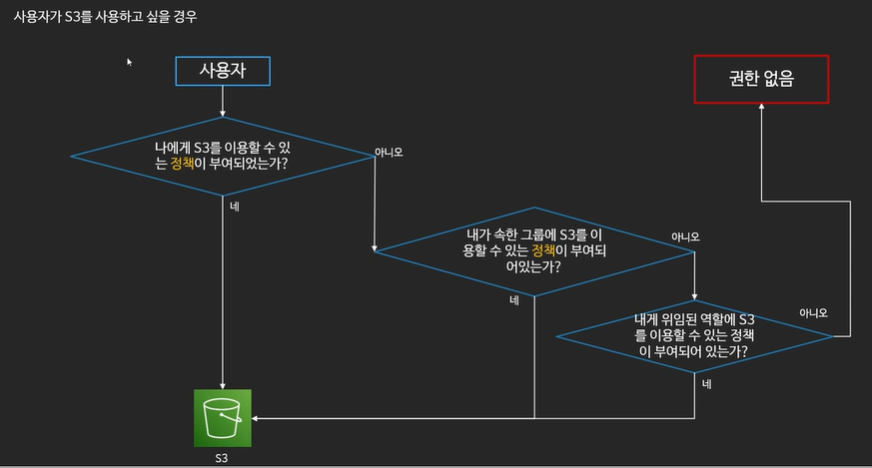 사용자가 S3를 사용하고 싶을 경우
사용자
권한 없음
나에게 S3를 이용할 수 있
는 정책이 부여되었는가?
아니오
네
내가 속한 그룹에 S3를 이
용할 수 있는 정책이 부여되
어있는가?
아니오
네
내게 위임된 역할에 S3
를 이용할 수 있는 정책
이 부여되어 있는가?
아니오
네
S3